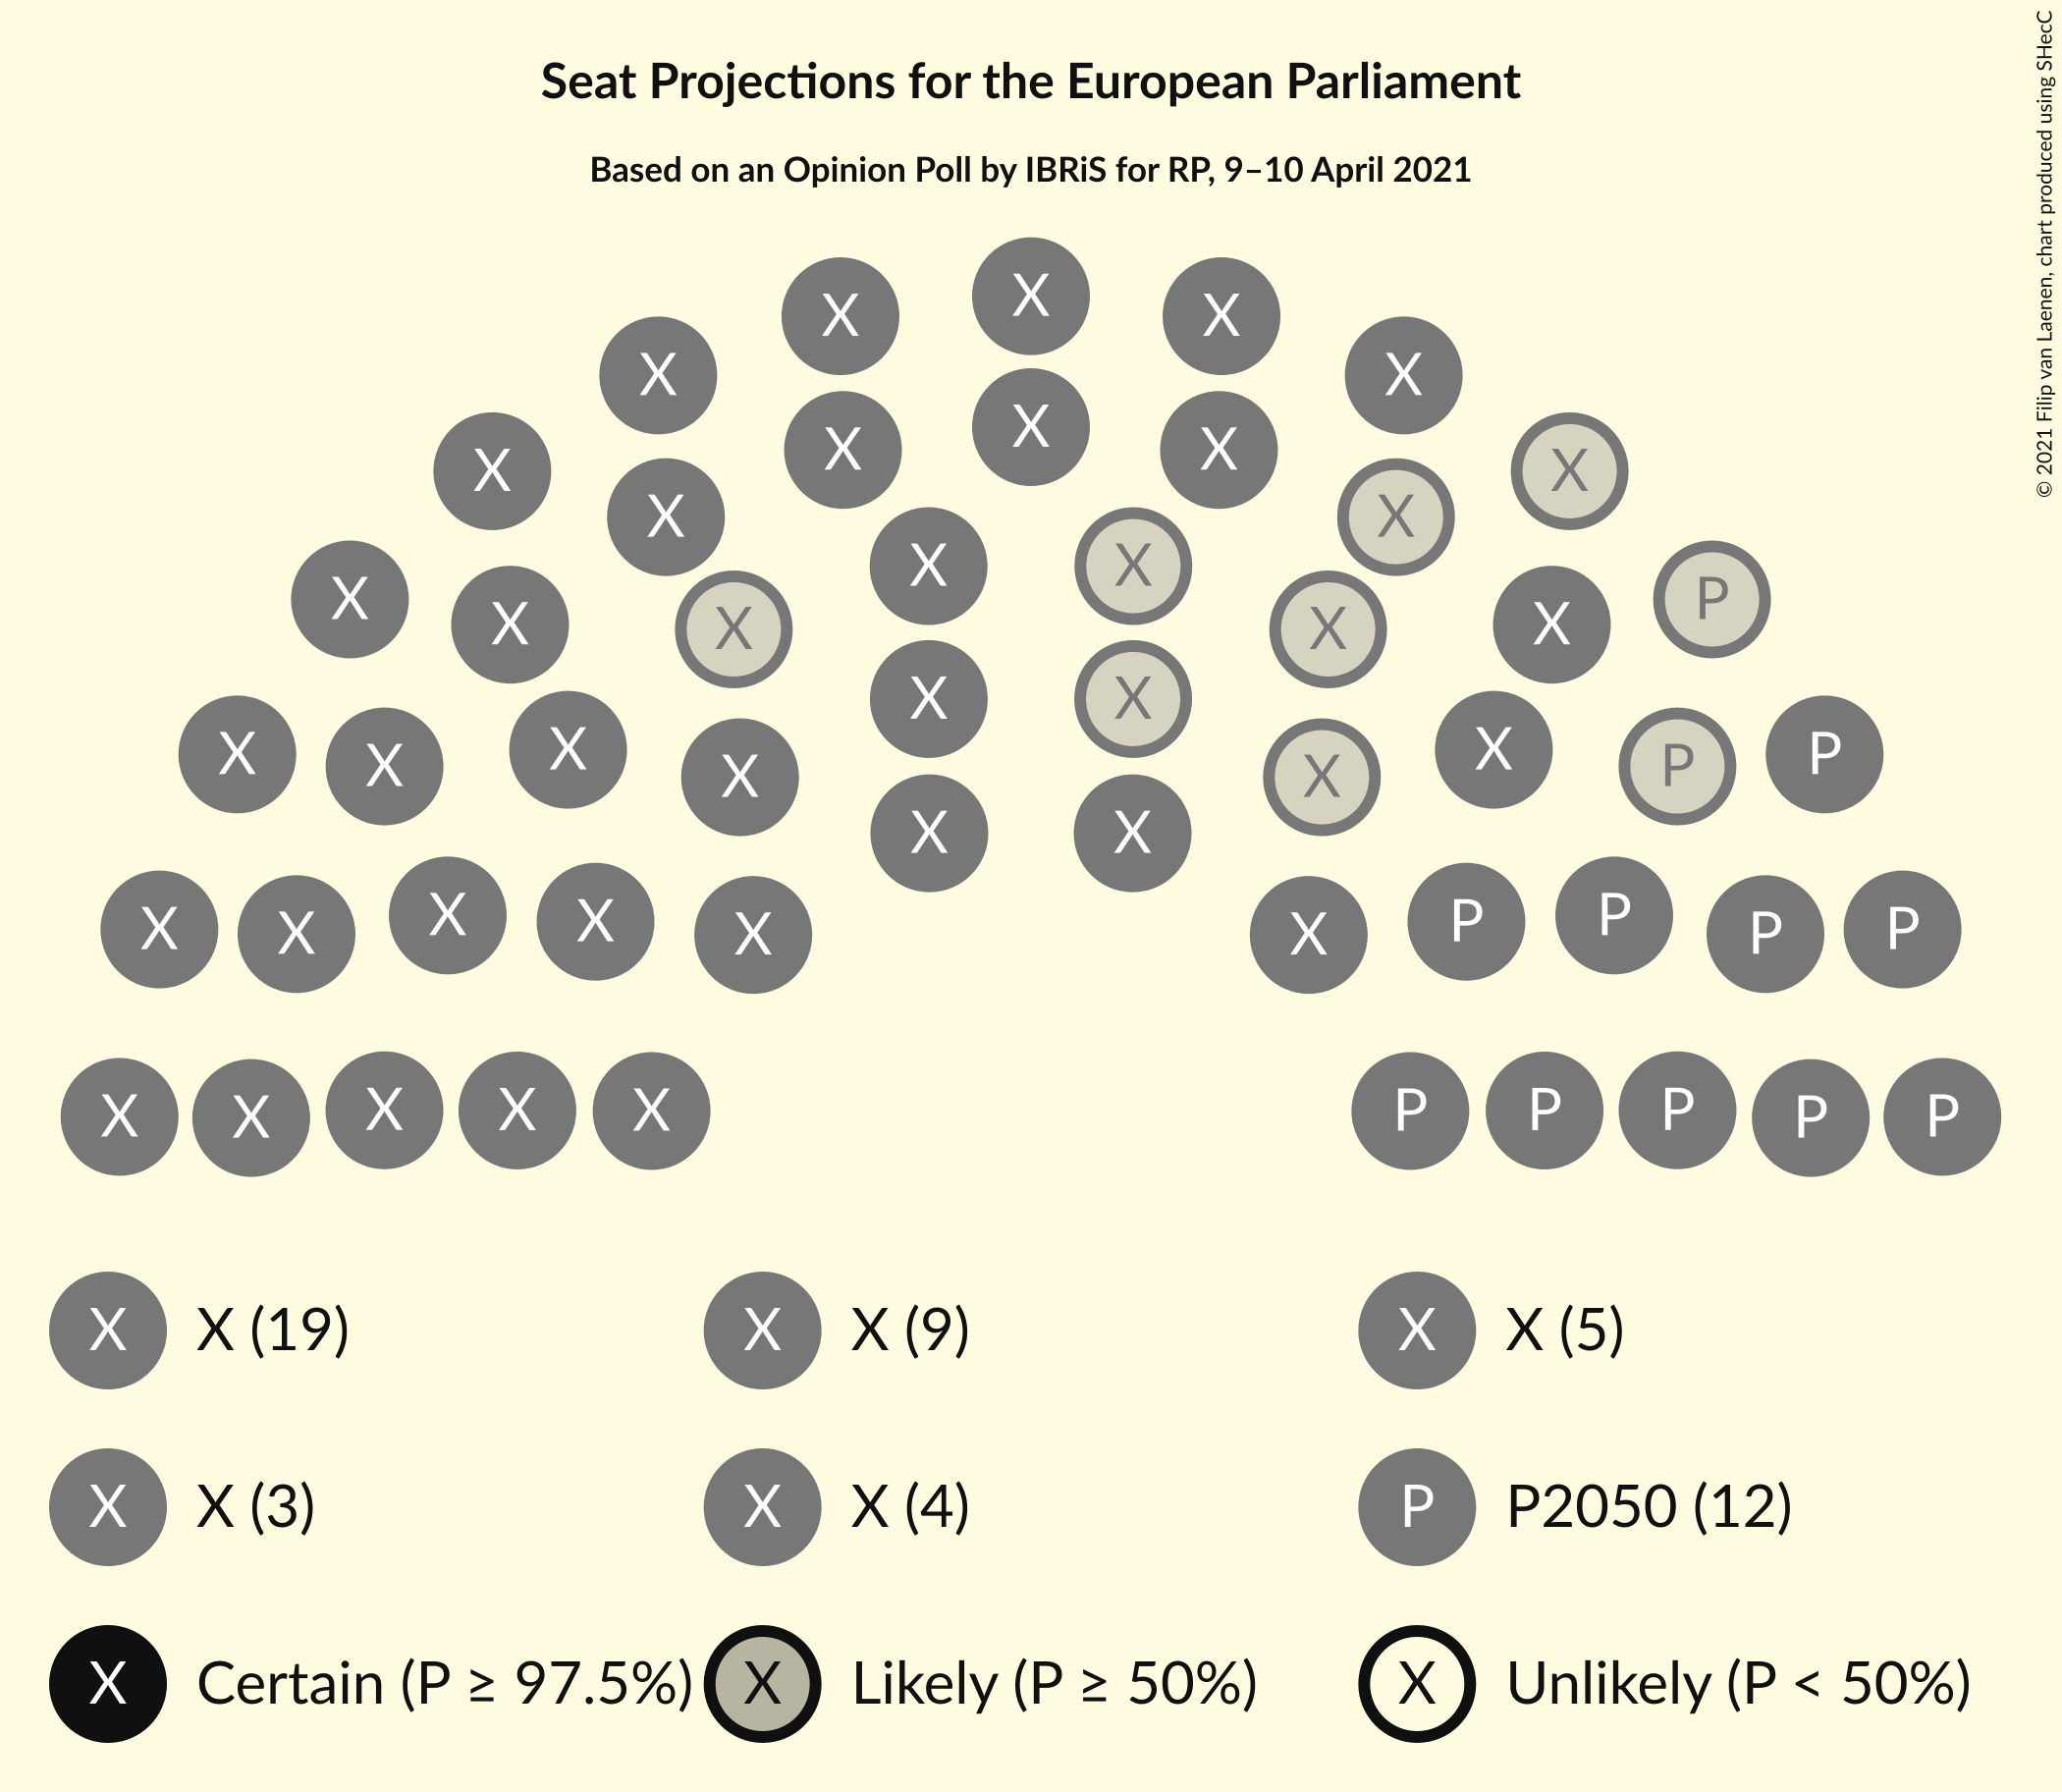 Seat Projections for the European Parliament
Based on an Opinion Poll by IBRiS for RP, 9–10 April 2021
© 2021 Filip van Laenen, chart produced using SHecC
X
X X
X X
X
X X
X X
X X
X X
X P
X X X X
X X
X X
X P
X P
X X
X X
X X X X X X P P P P
X X X X X P P P P P
X X (19) X X (9) X X (5)
X X (3) X X (4) P P2050 (12)
X Certain (P ≥ 97.5%) X Likely (P ≥ 50%) X Unlikely (P < 50%)